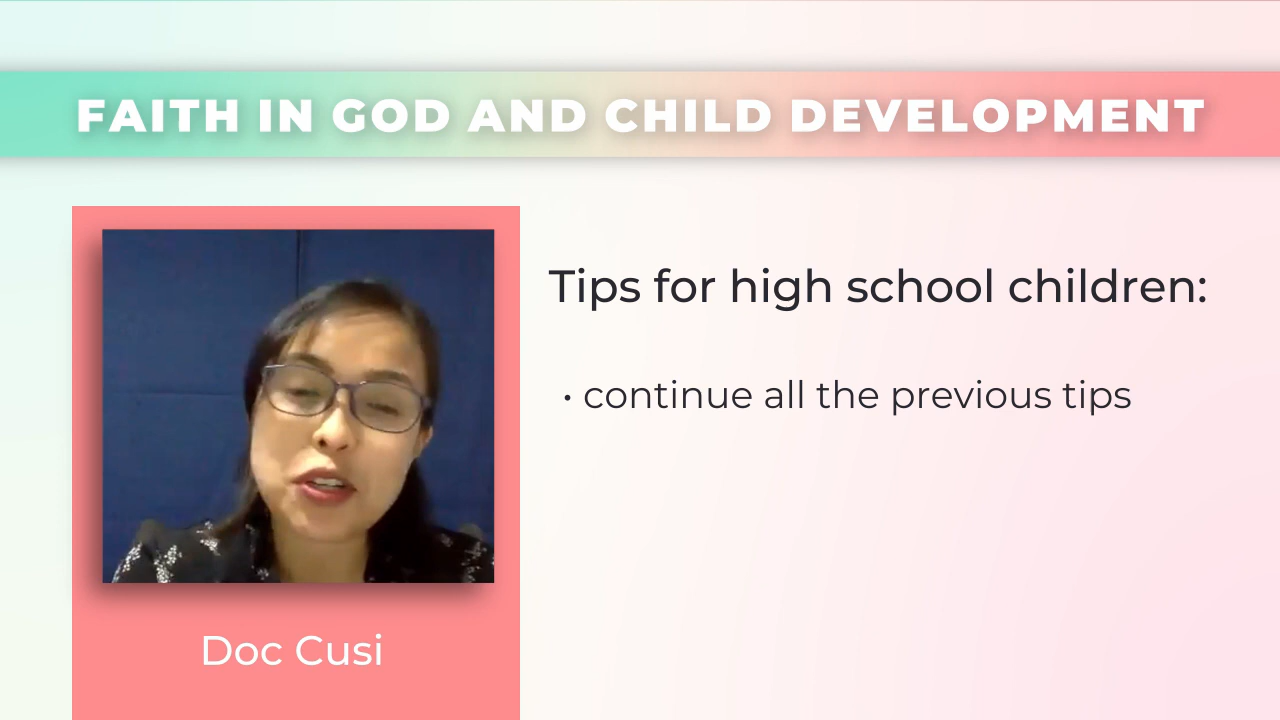 FAITH IN GOD AND CHILD DEVELOPMENT
Tips for high school children:
• continue all the previous tips
Doc Cusi